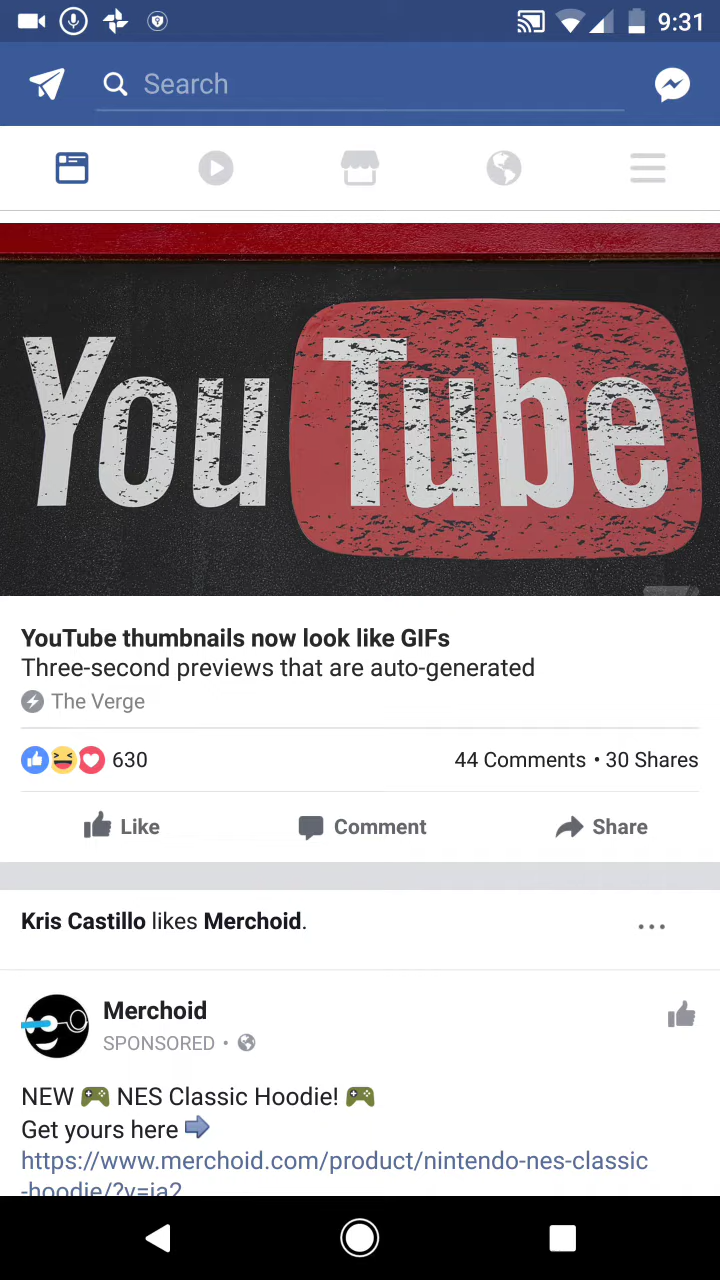 9:31
Search
YouTube
YouTube thumbnails now look like GIFs
Three-second previews that are auto-generated
The Verge
630
44 Comments • 30 Shares
Like
Comment
Share
Kris Castillo likes Merchoid.
Merchoid
SPONSORED •
NEW 🎮 NES Classic Hoodie! 🎮
Get yours here ➡
https://www.merchoid.com/product/nintendo-nes-classic
-hoodie/?v=ia2